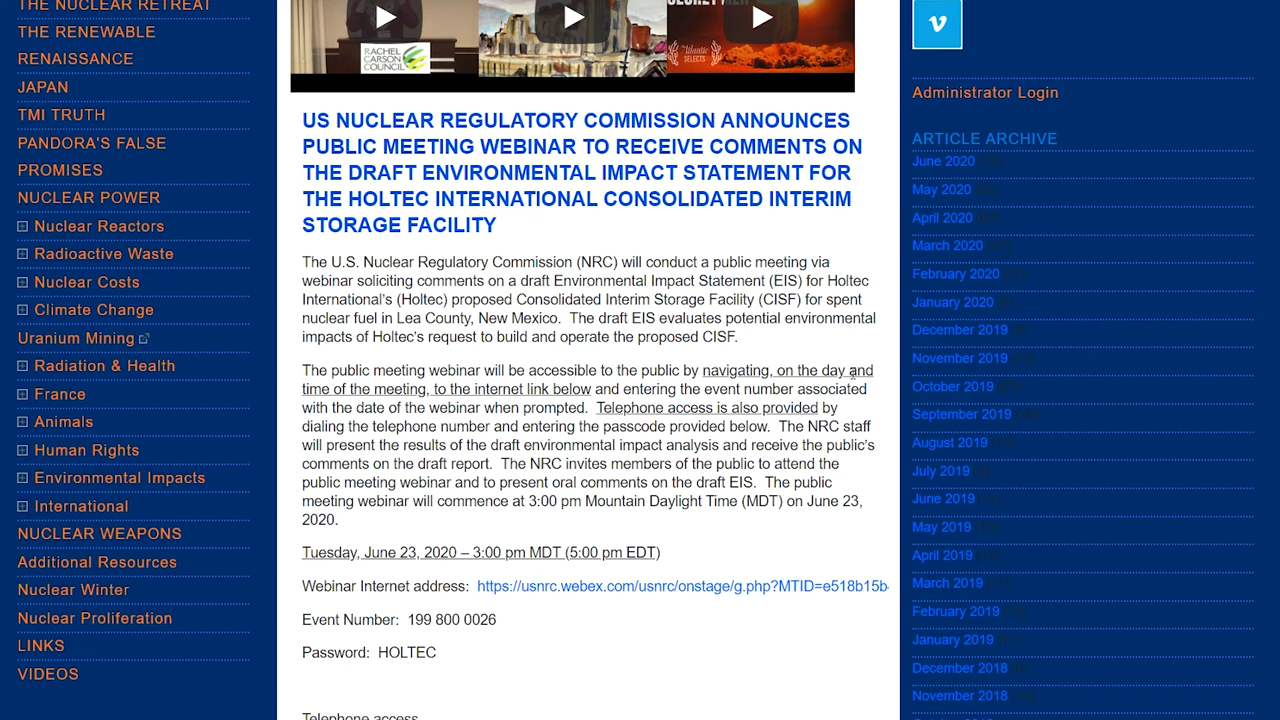 THE NUCLEAR RETREAT
THE RENEWABLE
RENAISSANCE
JAPAN
TMI TRUTH
PANDORA'S FALSE
PROMISES
NUCLEAR POWER
Nuclear Reactors
Radioactive Waste
Nuclear Costs
Climate Change
Uranium Mining
Radiation & Health
France
Animals
Human Rights
Environmental Impacts
International
NUCLEAR WEAPONS
Additional Resources
Nuclear Winter
Nuclear Proliferation
LINKS
VIDEOS
RACHEL
CARSON
COUNCIL
The Atlantic
SELECTS
US NUCLEAR REGULATORY COMMISSION ANNOUNCES
PUBLIC MEETING WEBINAR TO RECEIVE COMMENTS ON
THE DRAFT ENVIRONMENTAL IMPACT STATEMENT FOR
THE HOLTEC INTERNATIONAL CONSOLIDATED INTERIM
STORAGE FACILITY
The U.S. Nuclear Regulatory Commission (NRC) will conduct a public meeting via
webinar soliciting comments on a draft Environmental Impact Statement (EIS) for Holtec
International's (Holtec) proposed Consolidated Interim Storage Facility (CISF) for spent
nuclear fuel in Lea County, New Mexico.  The draft EIS evaluates potential environmental
impacts of Holtec's request to build and operate the proposed CISF.
The public meeting webinar will be accessible to the public by navigating, on the day and
time of the meeting, to the internet link below and entering the event number associated
with the date of the webinar when prompted.  Telephone access is also provided by
dialing the telephone number and entering the passcode provided below.  The NRC staff
will present the results of the draft environmental impact analysis and receive the public's
comments on the draft report.  The NRC invites members of the public to attend the
public meeting webinar and to present oral comments on the draft EIS.  The public
meeting webinar will commence at 3:00 pm Mountain Daylight Time (MDT) on June 23,
2020.
Tuesday, June 23, 2020 – 3:00 pm MDT (5:00 pm EDT)
Webinar Internet address:  https://usnrc.webex.com/usnrc/onstage/g.php?MTID=e518b15b
Event Number:  199 800 0026
Password:  HOLTEC
Telephone access
Administrator Login
ARTICLE ARCHIVE
June 2020
May 2020
April 2020
March 2020
February 2020
January 2020
December 2019
November 2019
October 2019
September 2019
August 2019
July 2019
June 2019
May 2019
April 2019
March 2019
February 2019
January 2019
December 2018
November 2018